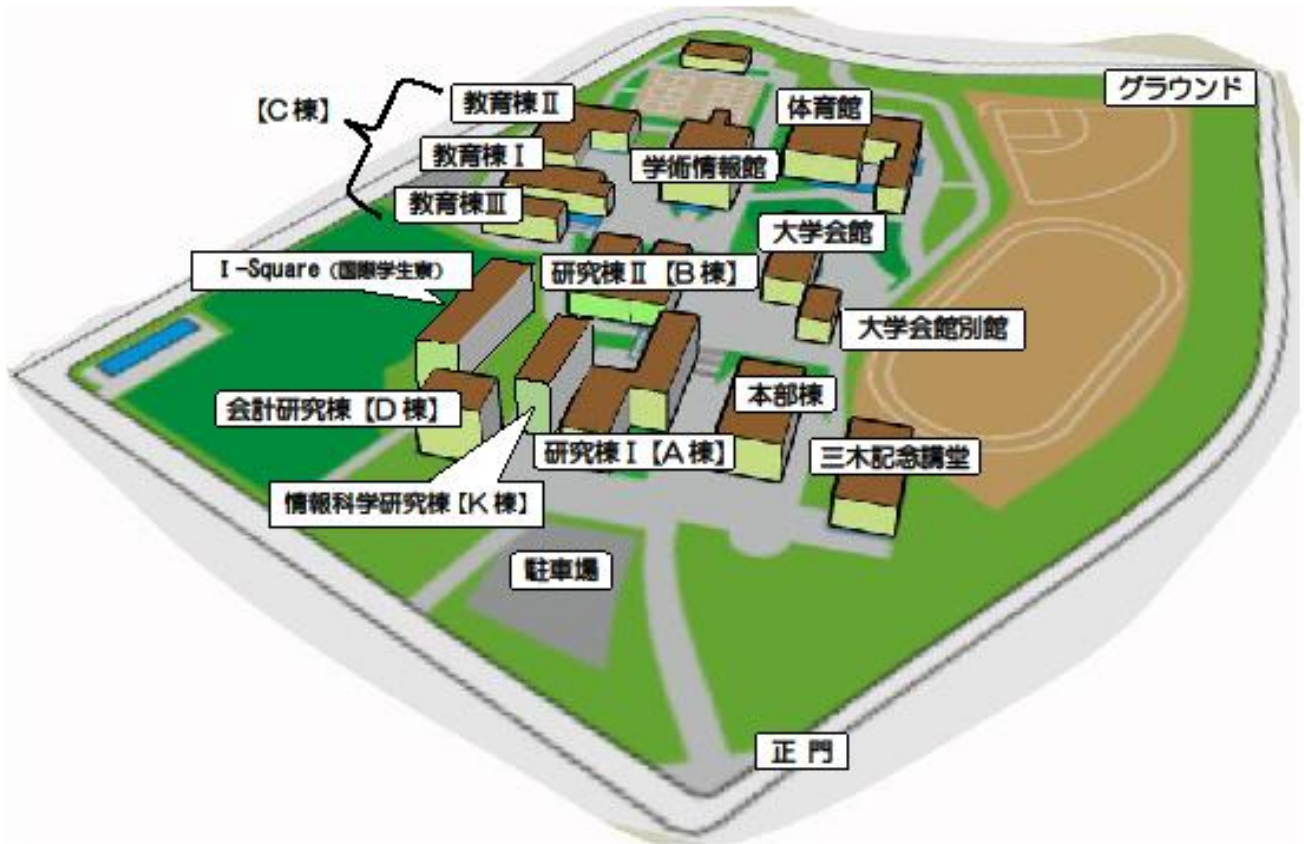 グラウンド
教育棟Ⅱ
体育館
【C棟】
教育棟Ⅰ
学術情報館
教育棟Ⅲ
大学会館
I-Square（国際学生寮）
研究棟Ⅱ【B棟】
大学会館別館
本部棟
会計研究棟【D棟】
研究棟Ⅰ【A棟】
三木記念講堂
情報科学研究棟【K棟】
駐車場
正門